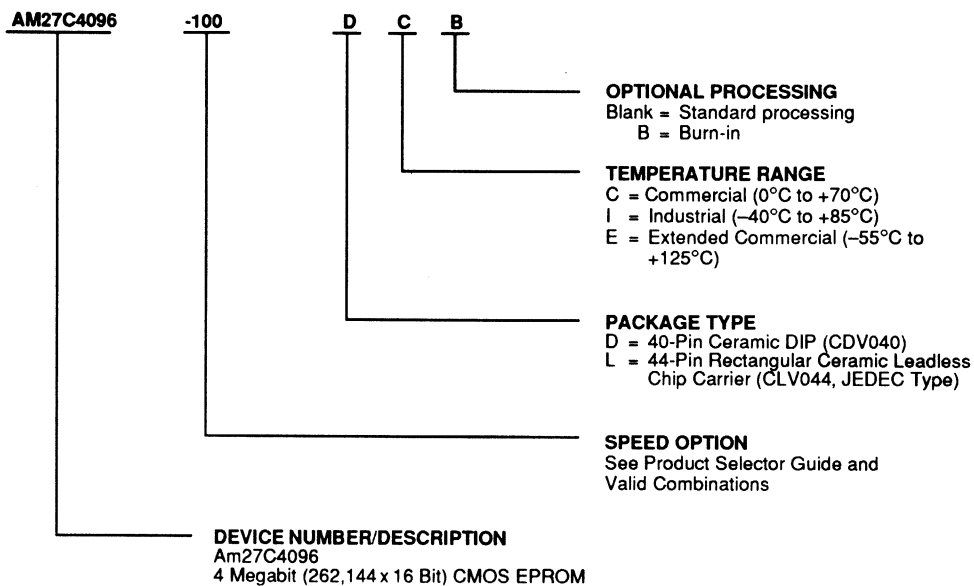 AM27C4096 -100 D C B
OPTIONAL PROCESSING
Blank = Standard processing
B = Burn-in
TEMPERATURE RANGE
C = Commercial (0°C to +70°C)
I = Industrial (–40°C to +85°C)
E = Extended Commercial (–55°C to
+125°C)
PACKAGE TYPE
D = 40-Pin Ceramic DIP (CDV040)
L = 44-Pin Rectangular Ceramic Leadless
Chip Carrier (CLV044, JEDEC Type)
SPEED OPTION
See Product Selector Guide and
Valid Combinations
DEVICE NUMBER/DESCRIPTION
Am27C4096
4 Megabit (262,144 x 16 Bit) CMOS EPROM